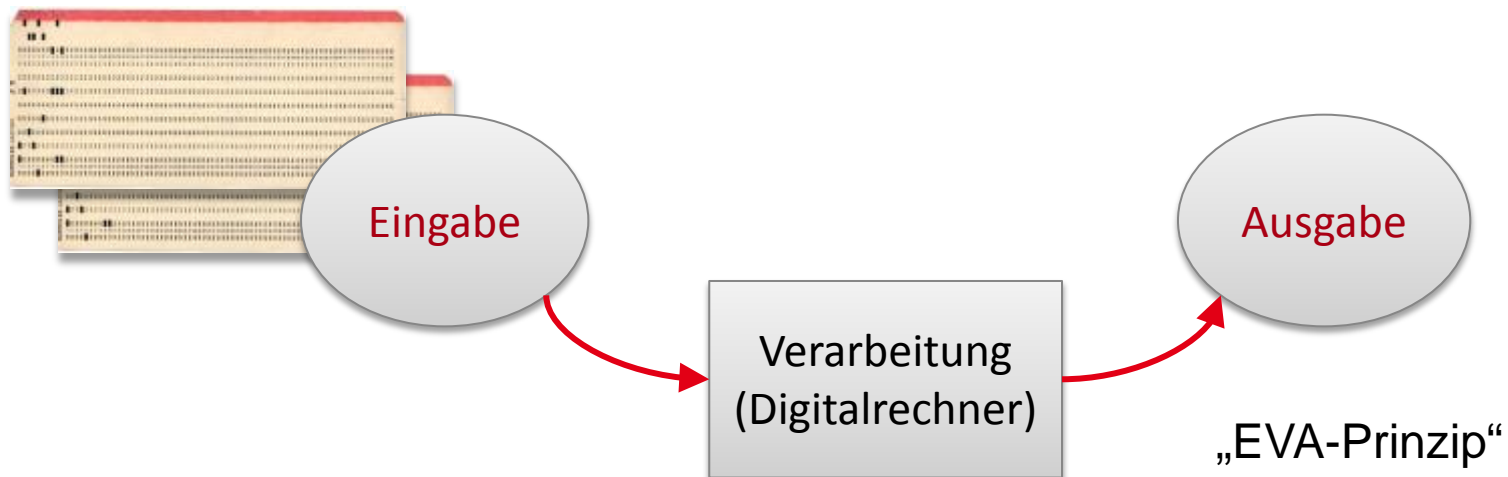 Eingabe
Ausgabe
Verarbeitung
(Digitalrechner)
„EVA-Prinzip“